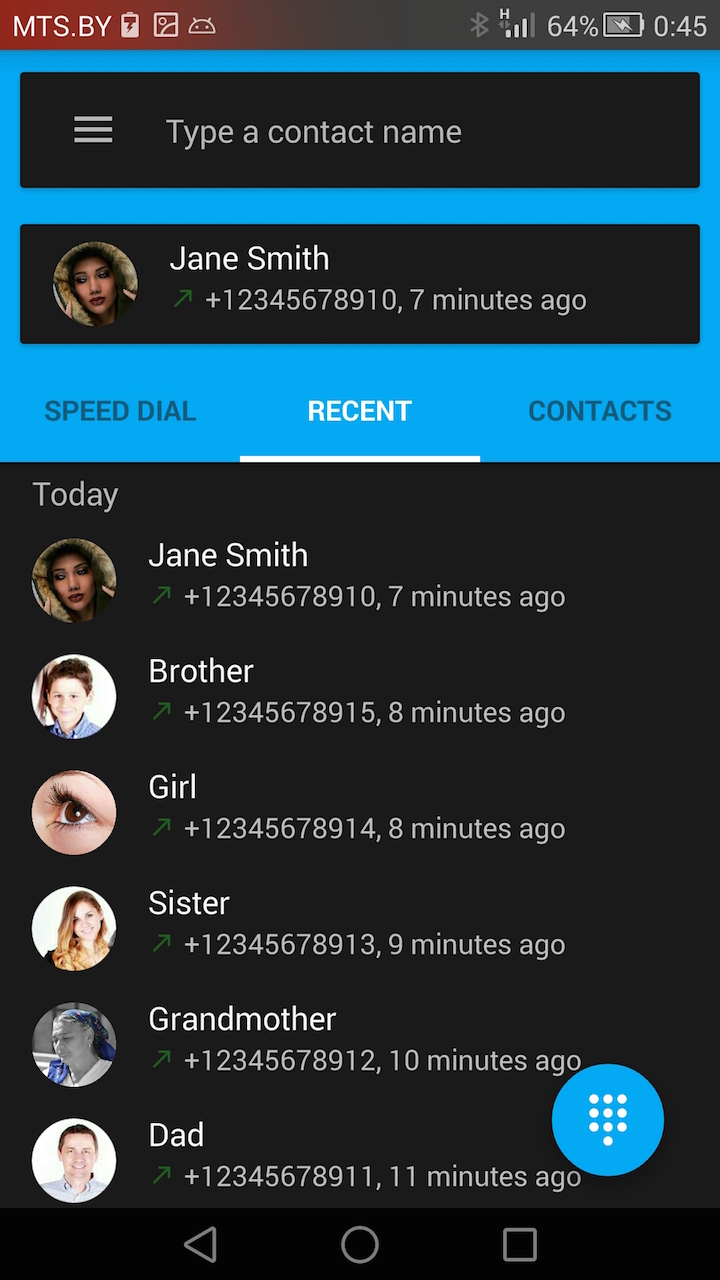 MTS.BY H 64% 0:45
Type a contact name
Jane Smith
+12345678910, 7 minutes ago
SPEED DIAL RECENT CONTACTS
Today
Jane Smith
+12345678910, 7 minutes ago
Brother
+12345678915, 8 minutes ago
Girl
+12345678914, 8 minutes ago
Sister
+12345678913, 9 minutes ago
Grandmother
+12345678912, 10 minutes ago
Dad
+12345678911, 11 minutes ago